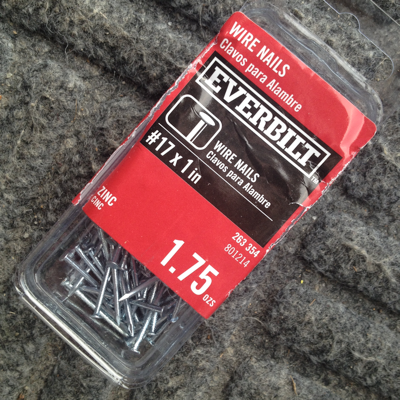 WIRE NAILS
Clavos para Alambre
EVERBILT
WIRE NAILS
Clavos para Alambre
#17 x 1 in
ZINC
CINC
263 354
801214
1.75
OZS